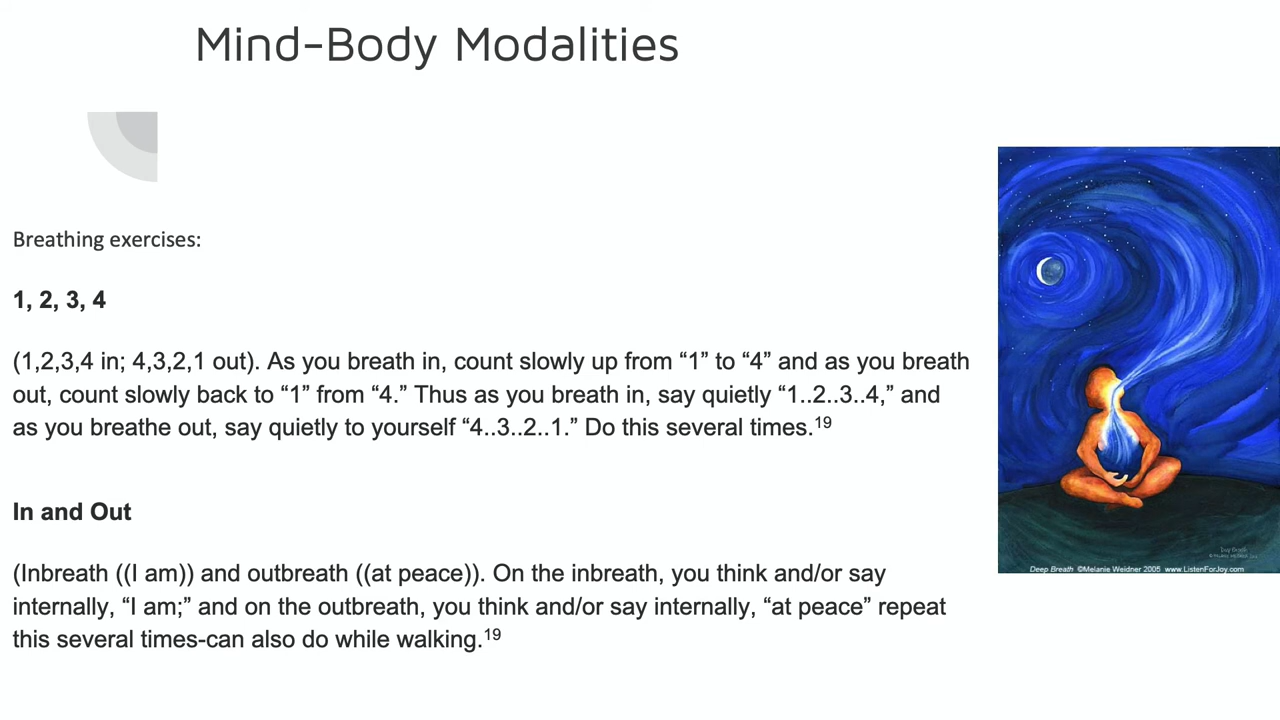 Mind-Body Modalities
Breathing exercises:
1, 2, 3, 4
(1,2,3,4 in; 4,3,2,1 out). As you breath in, count slowly up from “1” to “4” and as you breath
out, count slowly back to “1” from “4.” Thus as you breath in, say quietly “1..2..3..4,” and
as you breathe out, say quietly to yourself “4..3..2..1.” Do this several times.19
In and Out
(Inbreath ((I am)) and outbreath ((at peace)). On the inbreath, you think and/or say
internally, “I am;” and on the outbreath, you think and/or say internally, “at peace” repeat
this several times-can also do while walking.19
Deep Breath ©Melanie Weidner 2005 www.ListenForJoy.com